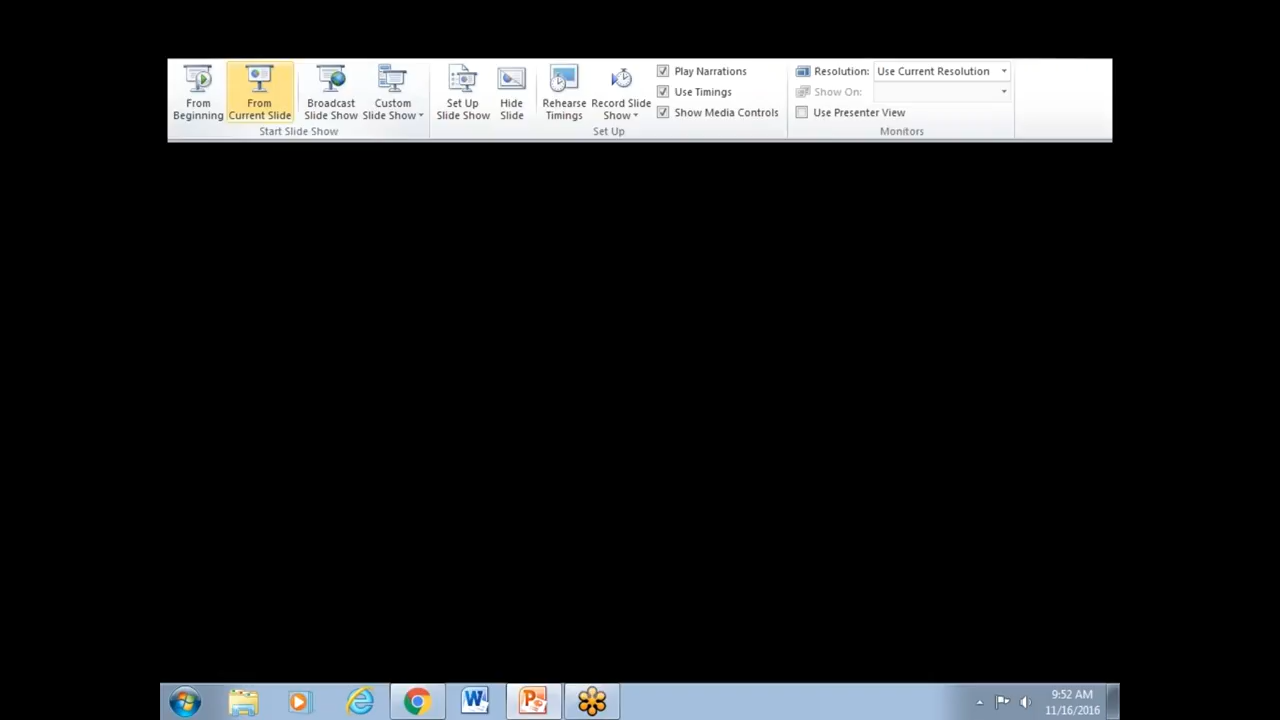 From Beginning
From Current Slide
Broadcast Slide Show
Custom Slide Show
Start Slide Show
Set Up Slide Show
Hide Slide
Rehearse Timings
Record Slide Show
Play Narrations
Use Timings
Show Media Controls
Set Up
Resolution: Use Current Resolution
Show On:
Use Presenter View
Monitors
9:52 AM
11/16/2016